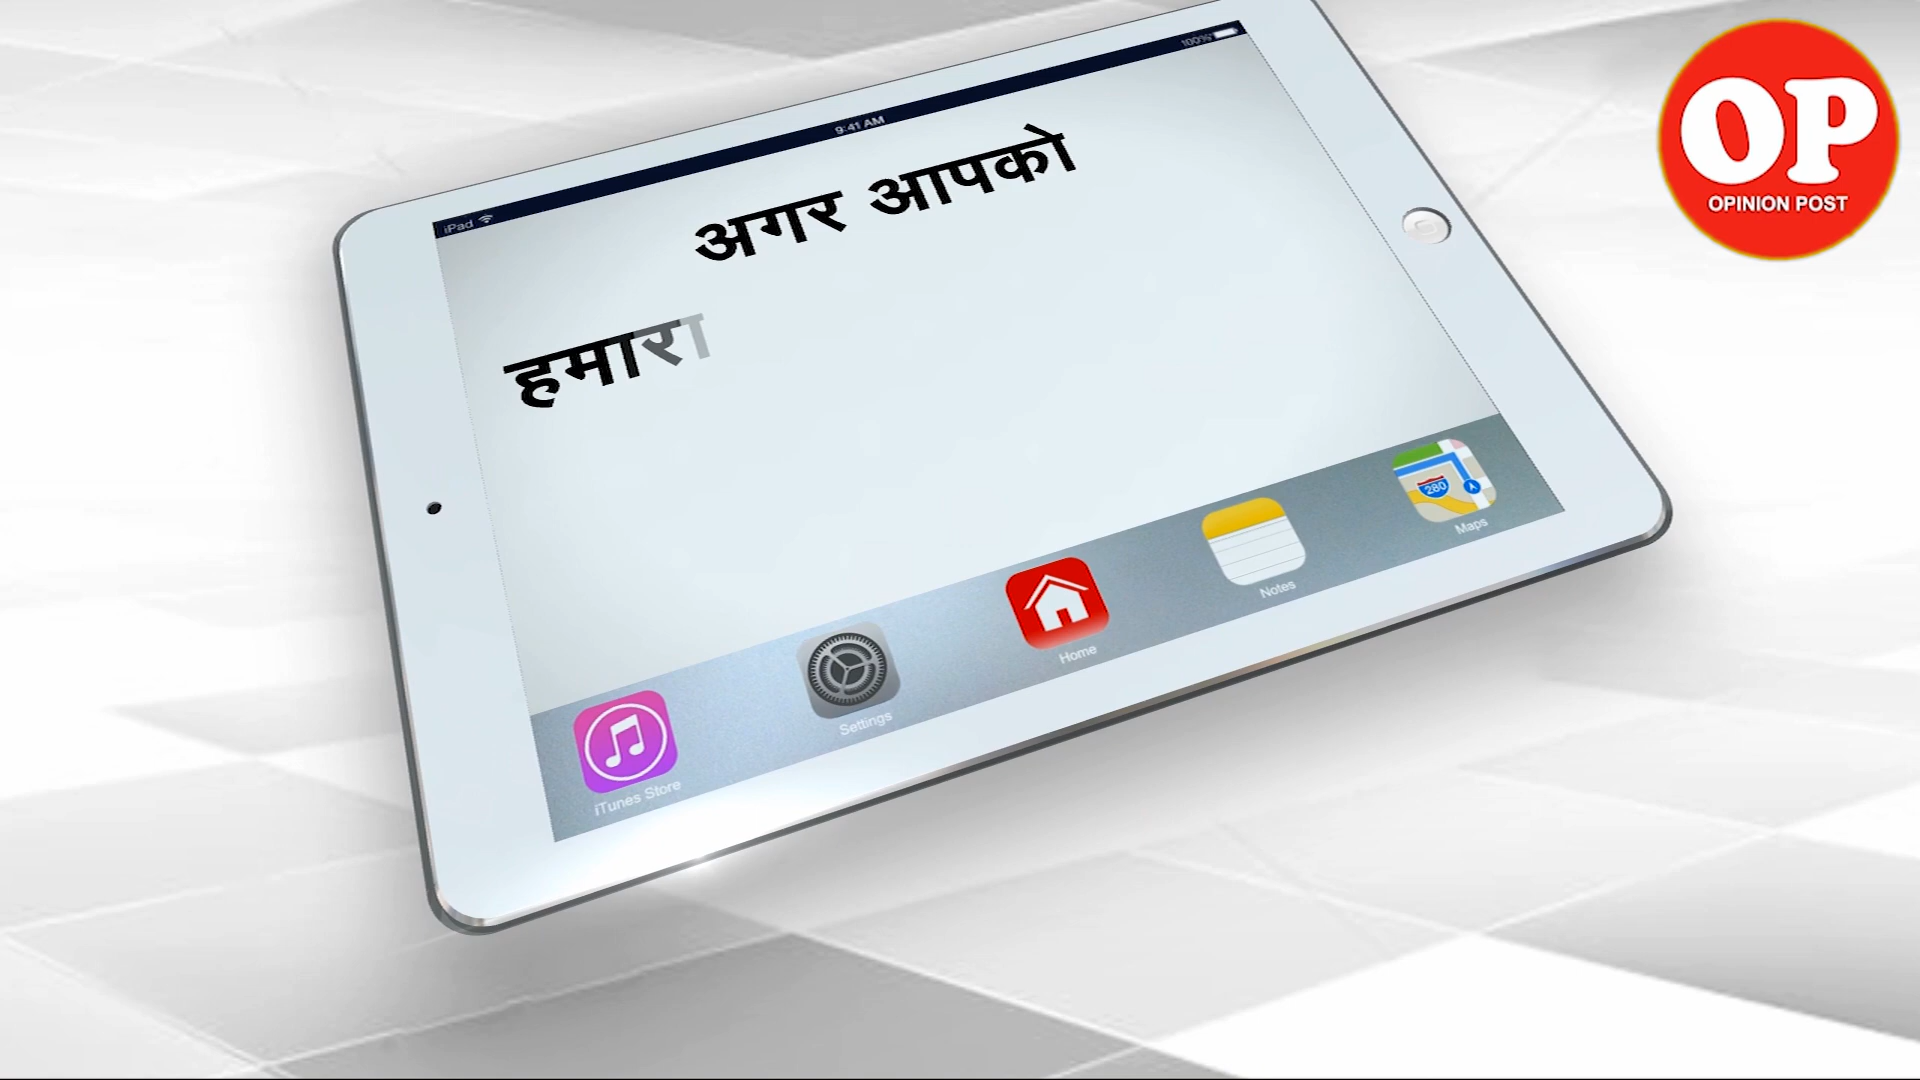 OP
OPINION POST
iPad
9:41 AM
100%
अगर आपको
हमारा
280
iTunes Store
Settings
Home
Notes
Maps